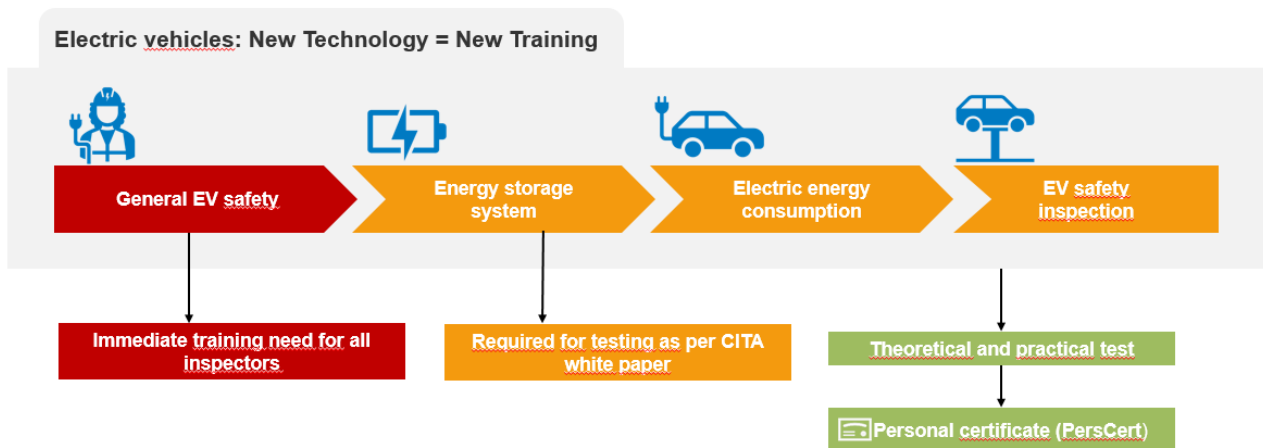 Electric vehicles: New Technology = New Training
General EV safety
Energy storage
system
Electric energy
consumption
EV safety
inspection
Immediate training need for all
inspectors
Required for testing as per CITA
white paper
Theoretical and practical test
Personal certificate (PersCert)